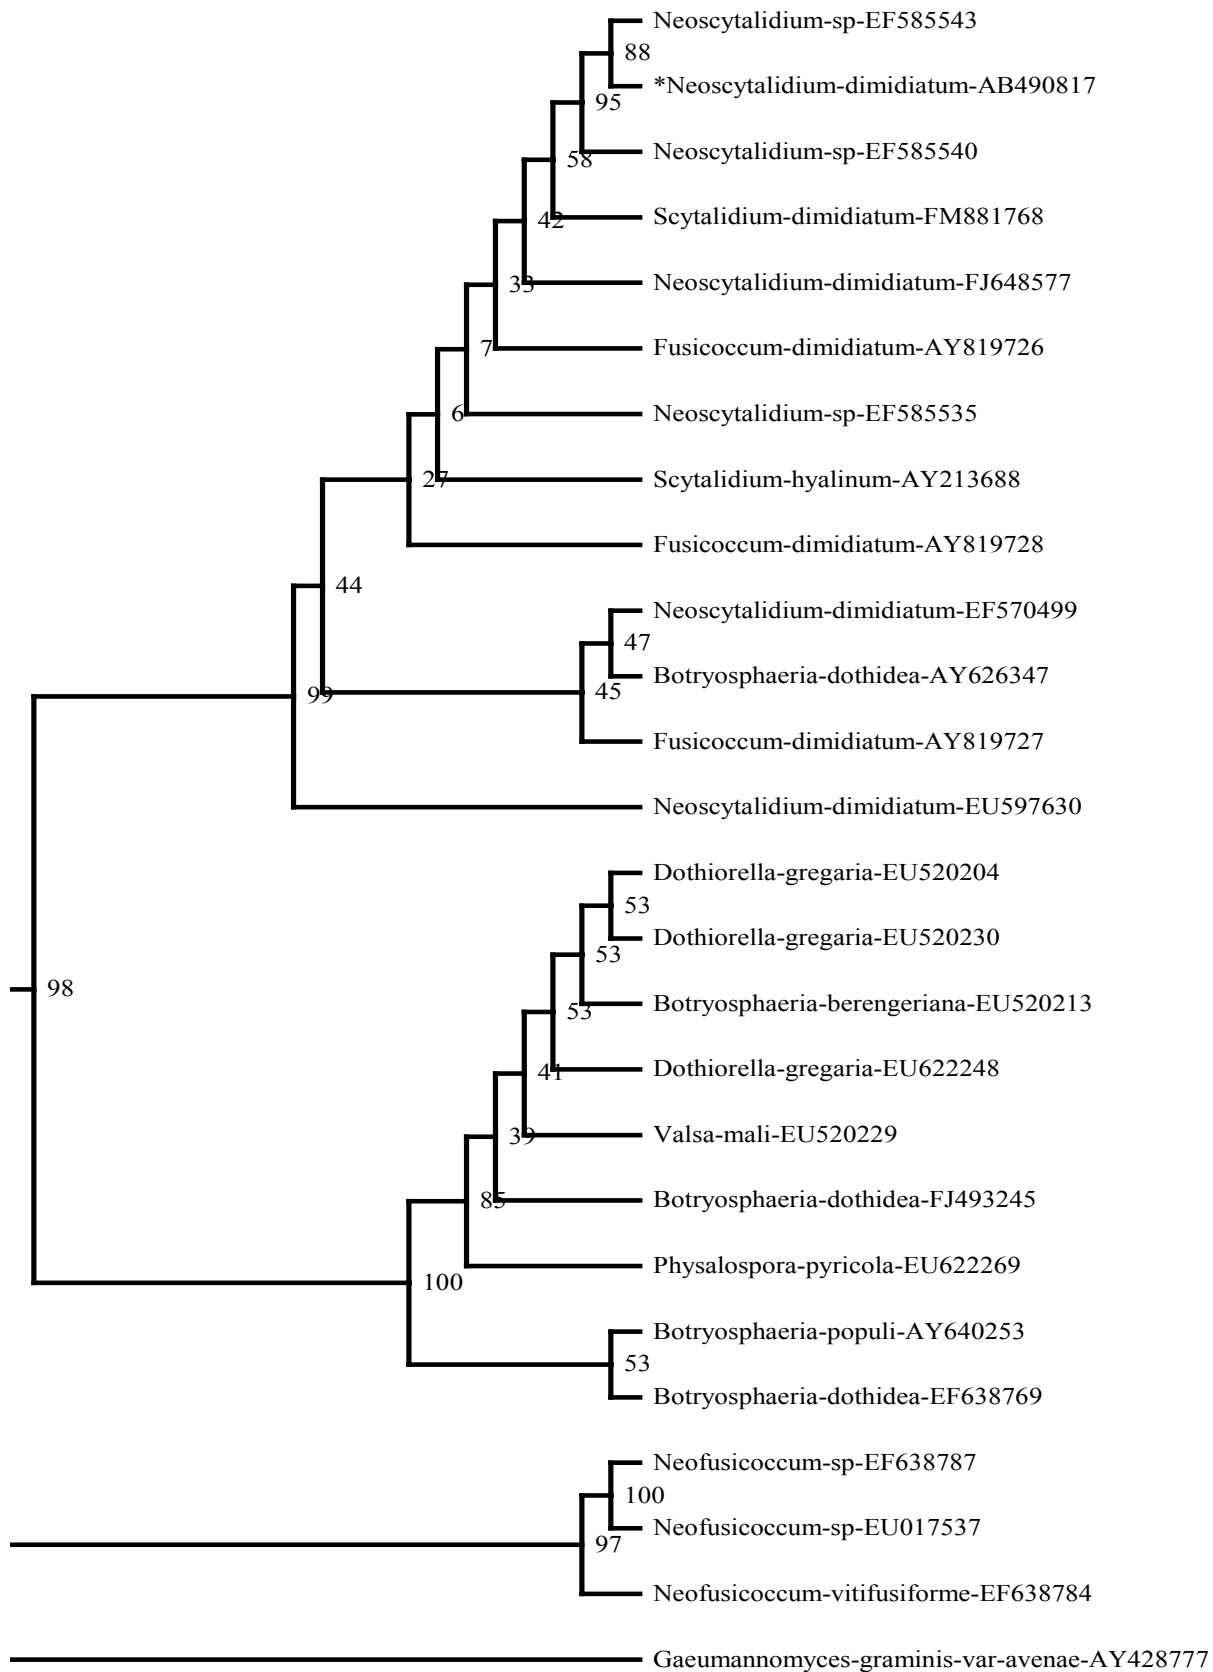 Neoscytalidium-sp-EF585543
88
*Neoscytalidium-dimidiatum-AB490817
95
Neoscytalidium-sp-EF585540
58
Scytalidium-dimidiatum-FM881768
42
Neoscytalidium-dimidiatum-FJ648577
33
Fusicoccum-dimidiatum-AY819726
7
Neoscytalidium-sp-EF585535
6
Scytalidium-hyalinum-AY213688
27
Fusicoccum-dimidiatum-AY819728
44
Neoscytalidium-dimidiatum-EF570499
47
Botryosphaeria-dothidea-AY626347
99
45
Fusicoccum-dimidiatum-AY819727
Neoscytalidium-dimidiatum-EU597630
Dothiorella-gregaria-EU520204
53
Dothiorella-gregaria-EU520230
53
98
Botryosphaeria-berengeriana-EU520213
53
Dothiorella-gregaria-EU622248
41
Valsa-mali-EU520229
39
Botryosphaeria-dothidea-FJ493245
85
Physalospora-pyricola-EU622269
100
Botryosphaeria-populi-AY640253
53
Botryosphaeria-dothidea-EF638769
Neofusicoccum-sp-EF638787
100
Neofusicoccum-sp-EU017537
97
Neofusicoccum-vitifusiforme-EF638784
Gaeumannomyces-graminis-var-avenae-AY428777